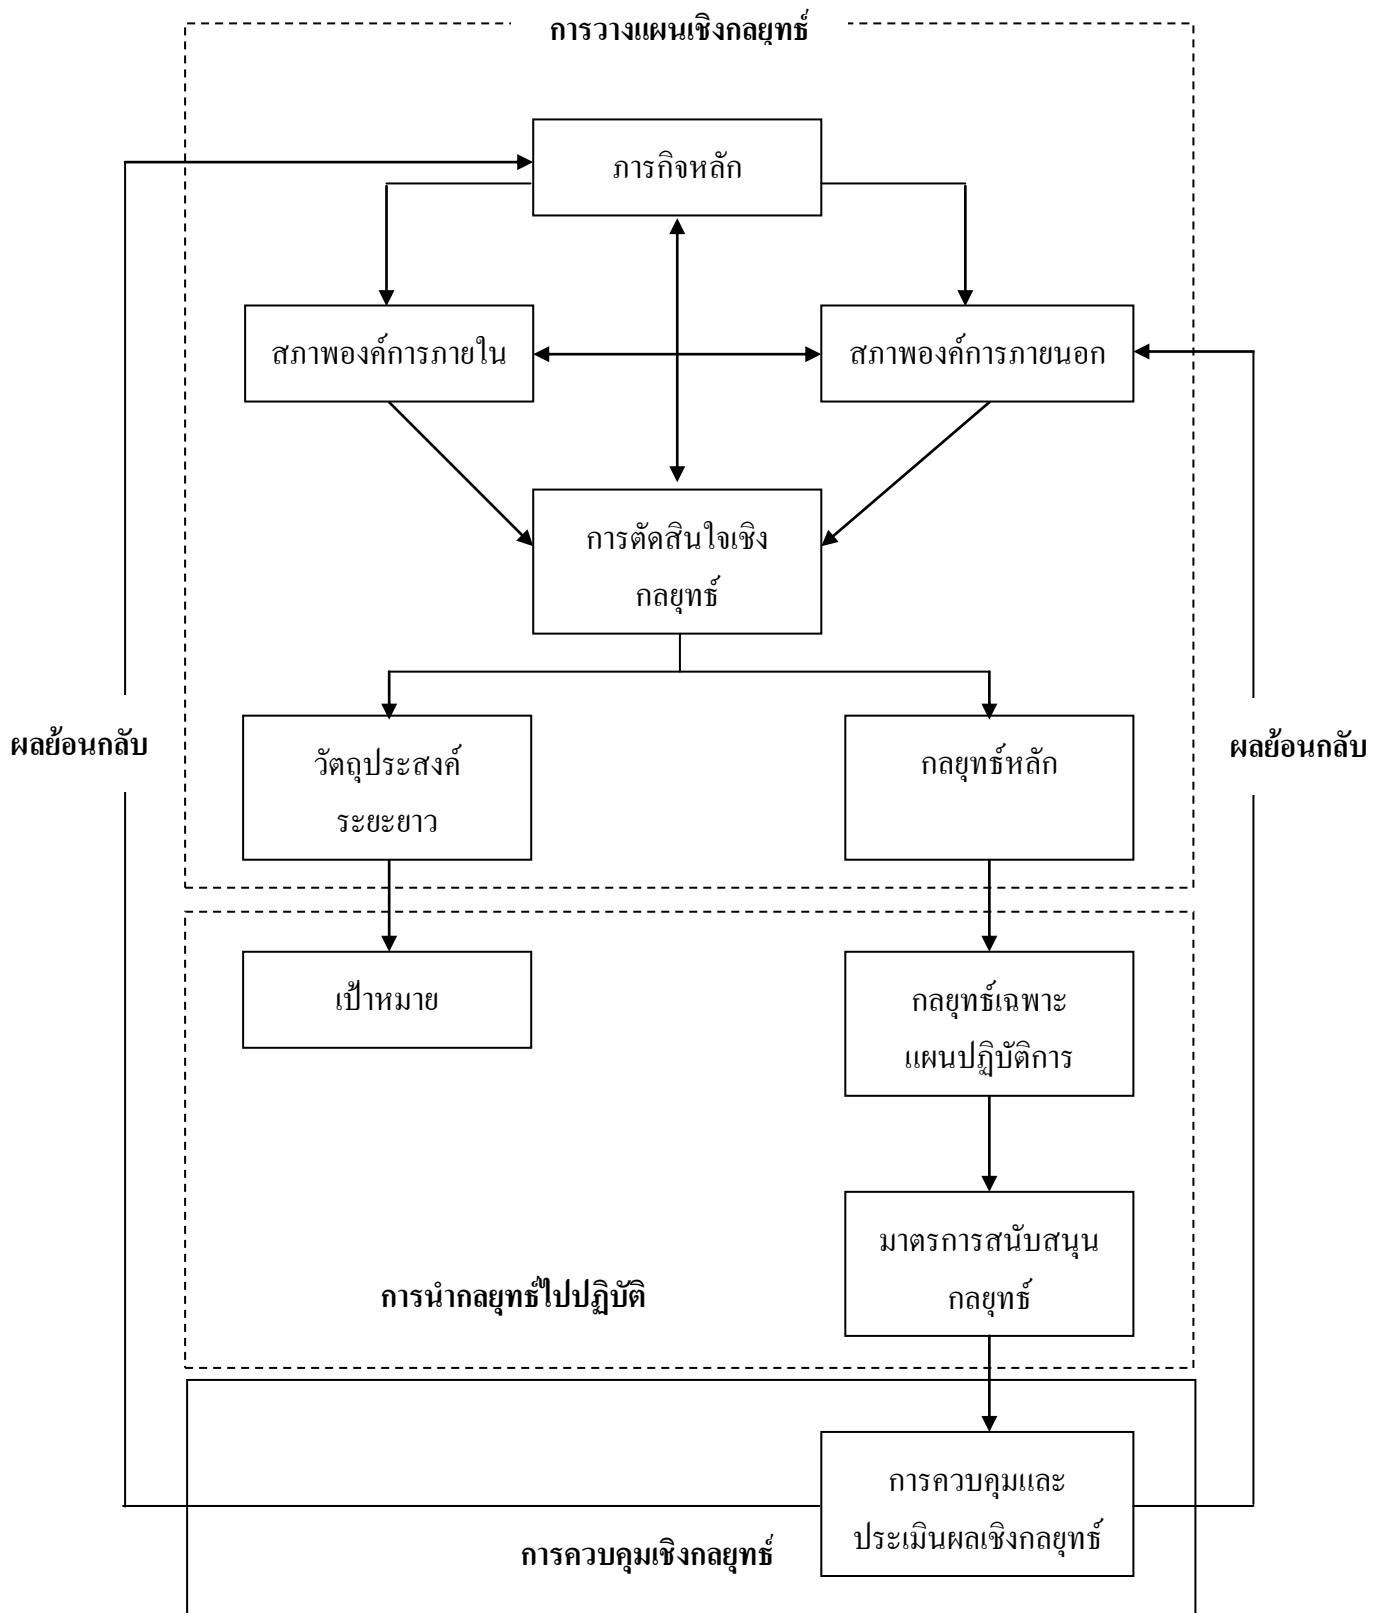 การวางแผนเชิงกลยุทธ์
ภารกิจหลัก
สภาพองค์การภายใน
สภาพองค์การภายนอก
การตัดสินใจเชิง
กลยุทธ์
ผลย้อนกลับ
วัตถุประสงค์
ระยะยาว
กลยุทธ์หลัก
ผลย้อนกลับ
เป้าหมาย
กลยุทธ์เฉพาะ
แผนปฏิบัติการ
มาตรการสนับสนุน
กลยุทธ์
การนำกลยุทธ์ไปปฏิบัติ
การควบคุมและ
ประเมินผลเชิงกลยุทธ์
การควบคุมเชิงกลยุทธ์